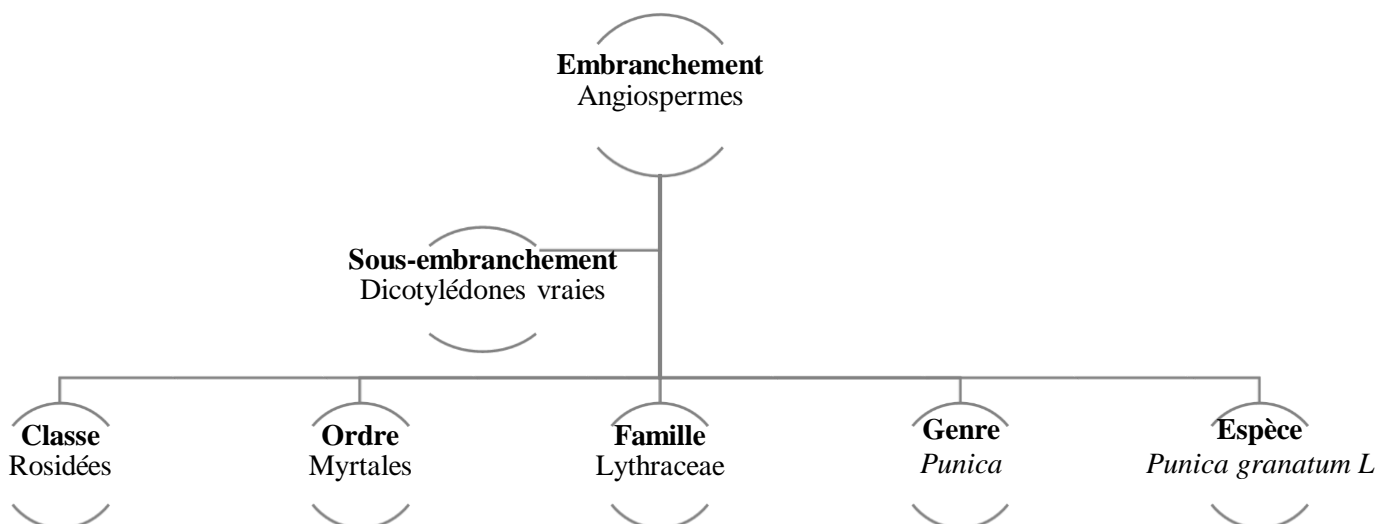 Embranchement
Angiospermes
Sous-embranchement
Dicotylédones vraies
Classe
Rosidées
Ordre
Myrtales
Famille
Lythraceae
Genre
Punica
Espèce
Punica granatum L